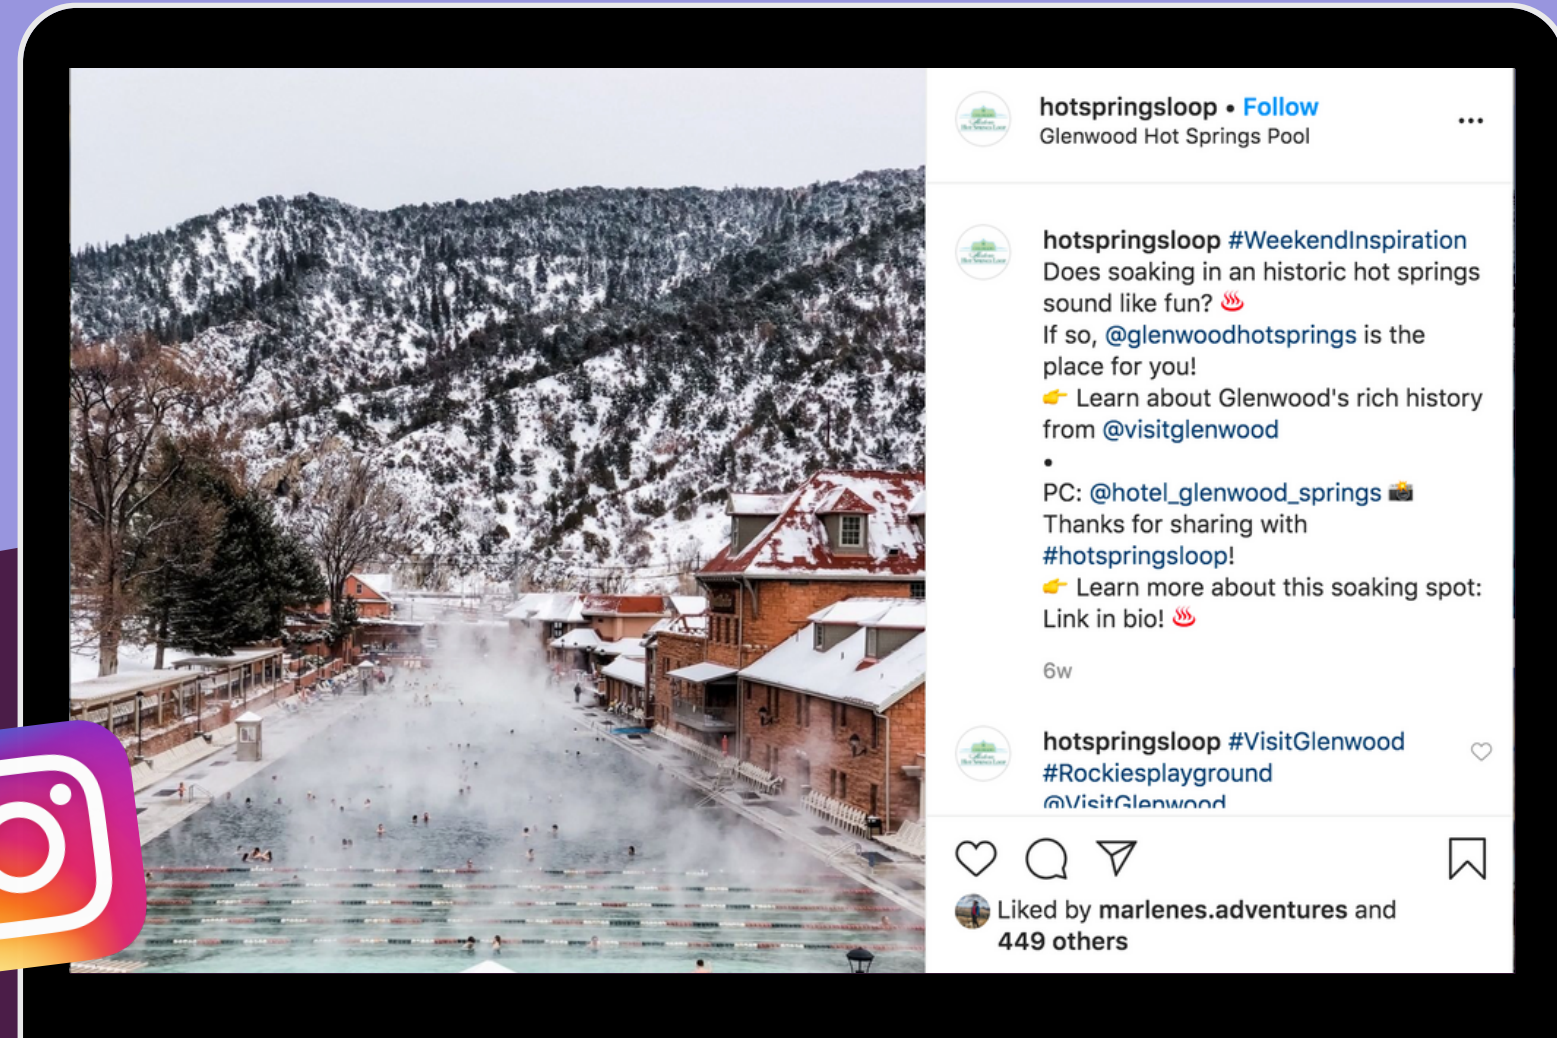 hotspringsloop • Follow
Glenwood Hot Springs Pool
hotspringsloop #WeekendInspiration
Does soaking in an historic hot springs
sound like fun? ♨️
If so, @glenwoodhotsprings is the
place for you!
👉 Learn about Glenwood's rich history
from @visitglenwood
•
PC: @hotel_glenwood_springs 📸
Thanks for sharing with
#hotspringsloop!
👉 Learn more about this soaking spot:
Link in bio! ♨️
6w
hotspringsloop #VisitGlenwood
#Rockiesplayground
@VisitGlenwood
Liked by marlenes.adventures and
449 others